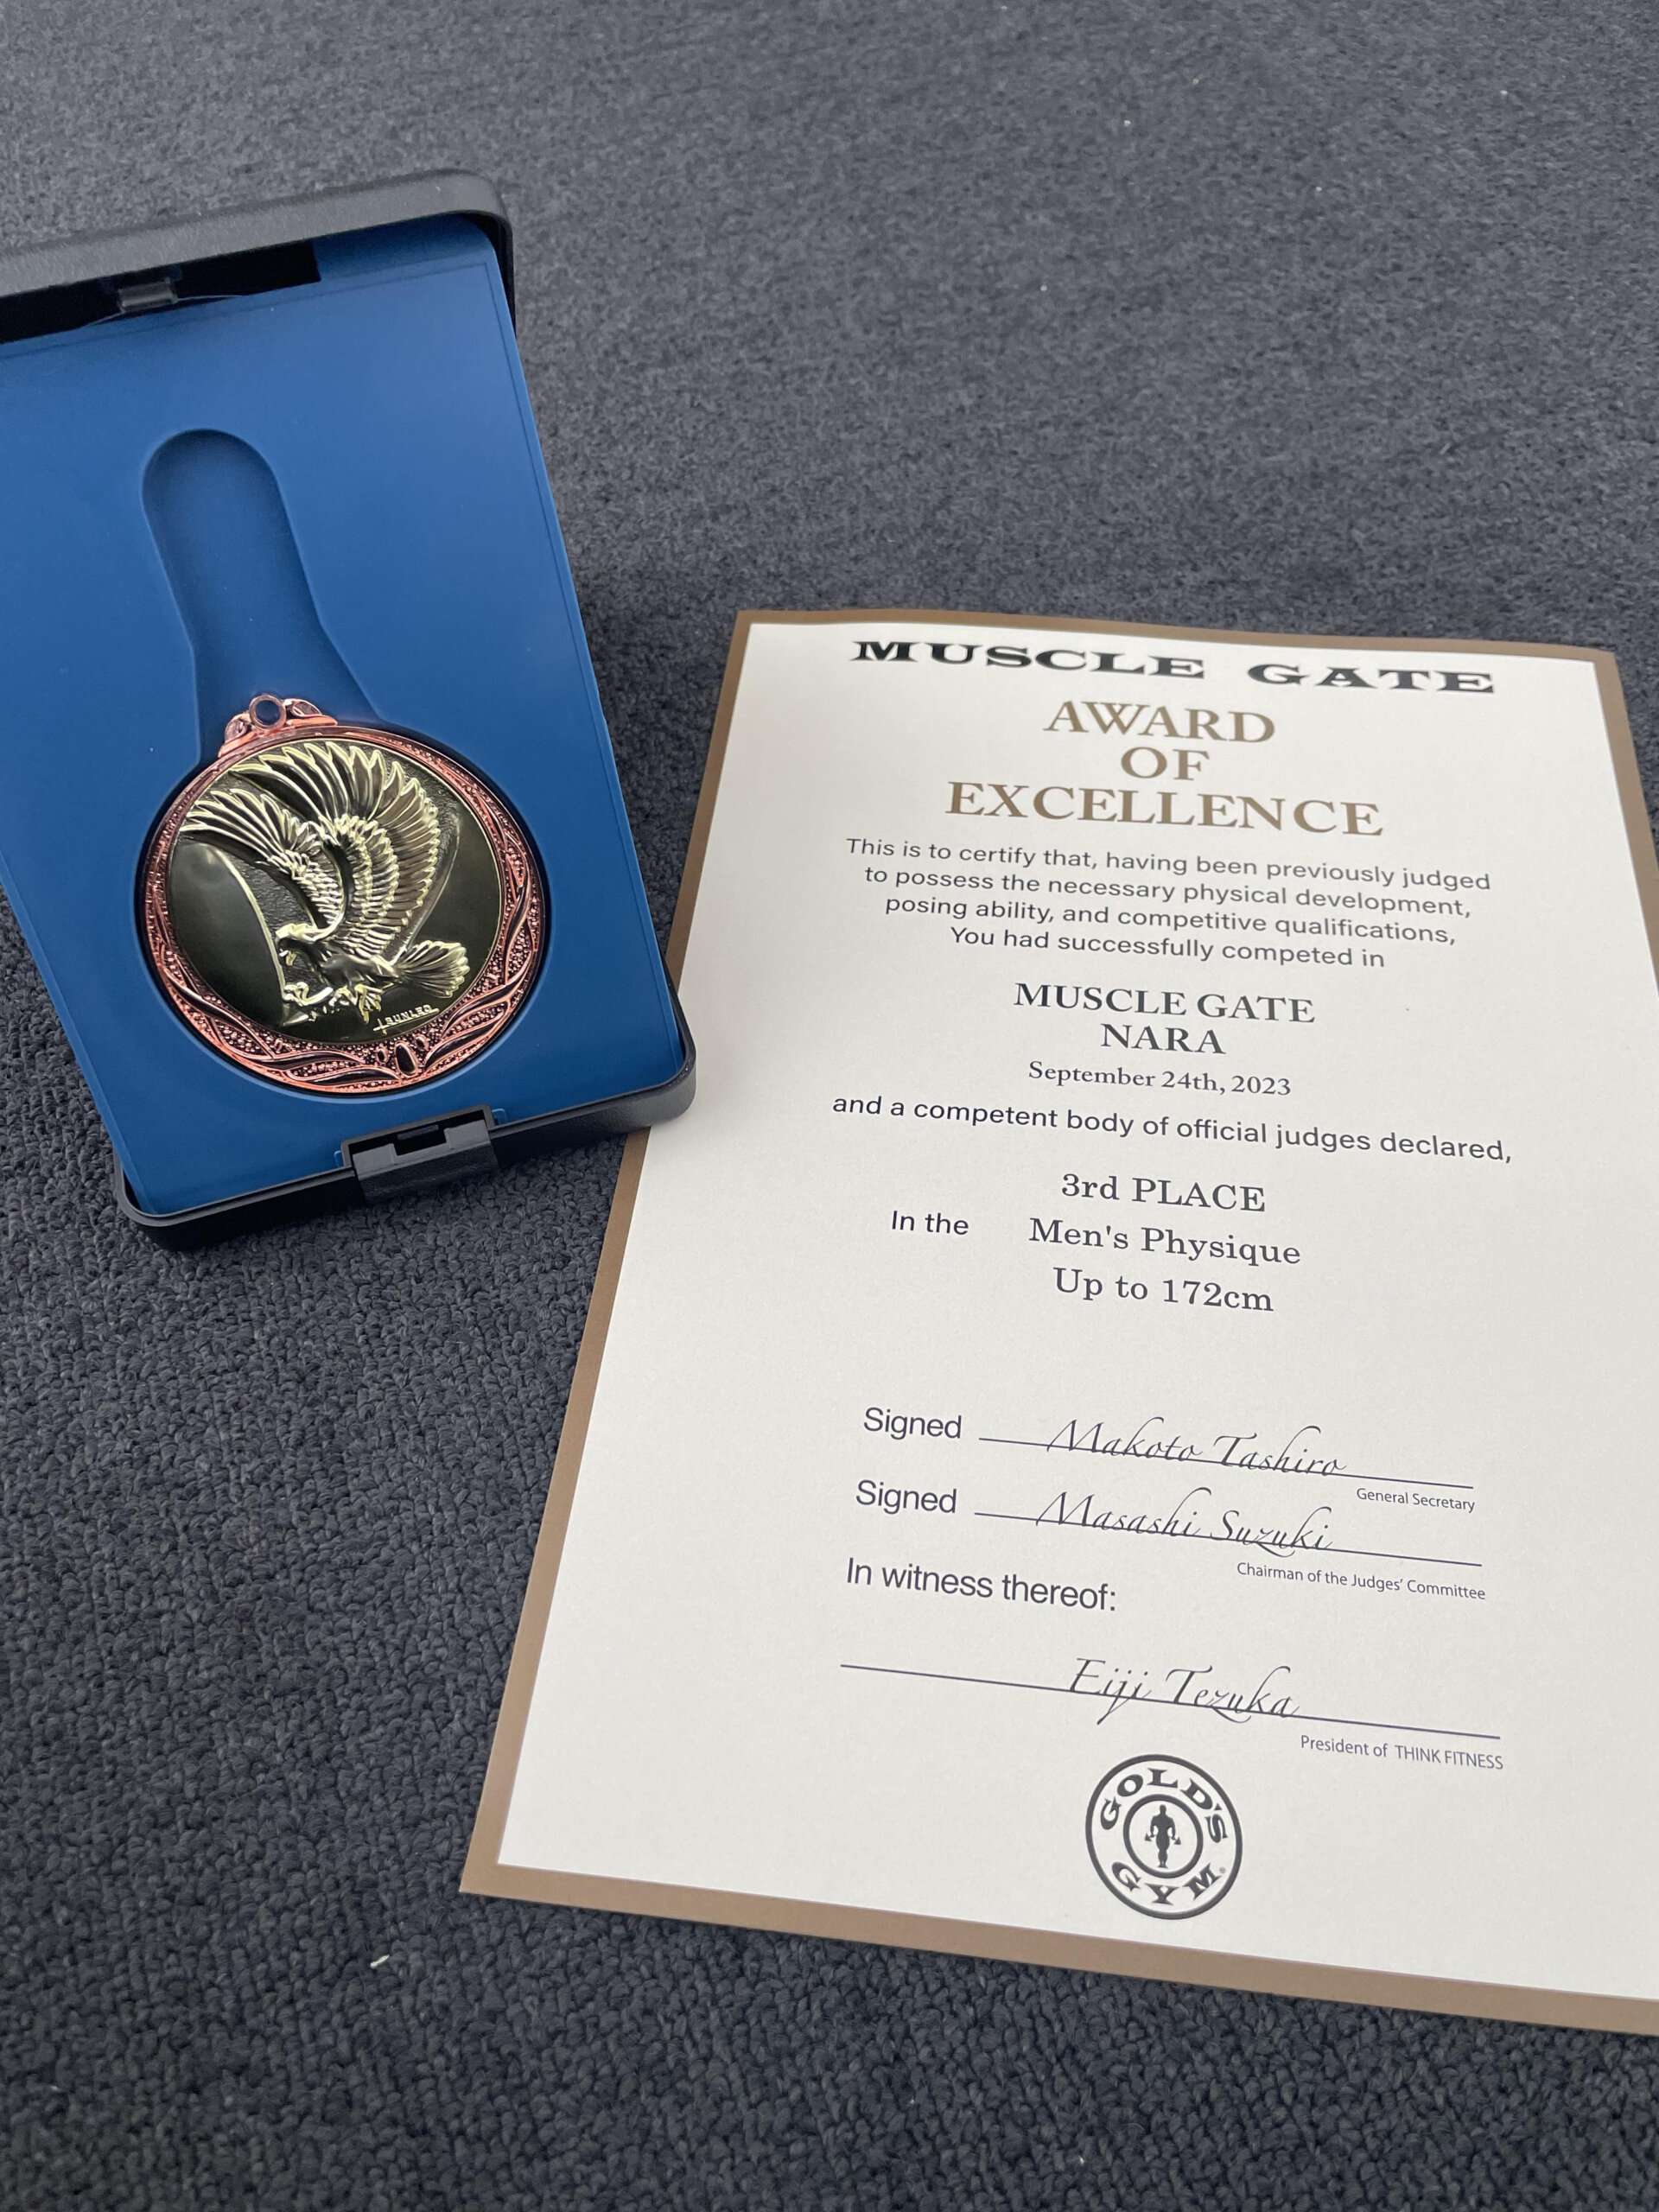 MUSCLE GATE
AWARD
OF
EXCELLENCE
This is to certify that, having been previously judged
to possess the necessary physical development,
posing ability, and competitive qualifications,
You had successfully competed in
MUSCLE GATE
NARA
September 24th, 2023
and a competent body of official judges declared,
3rd PLACE
In the Men's Physique
Up to 172cm
Signed Makoto Tashiro
General Secretary
Signed Masashi Suzuki
Chairman of the Judges' Committee
In witness thereof:
Eiji Tezuka
President of THINK FITNESS
GOLD'S
GYM